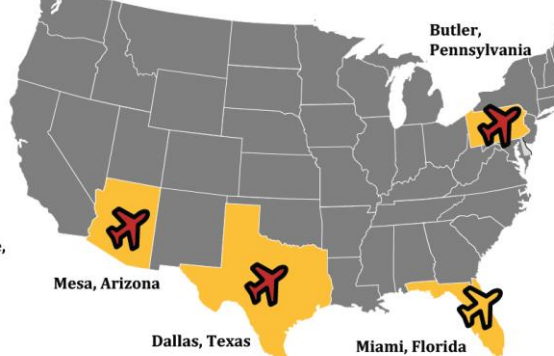 Butler,
Pennsylvania
Mesa, Arizona
Dallas, Texas
Miami, Florida